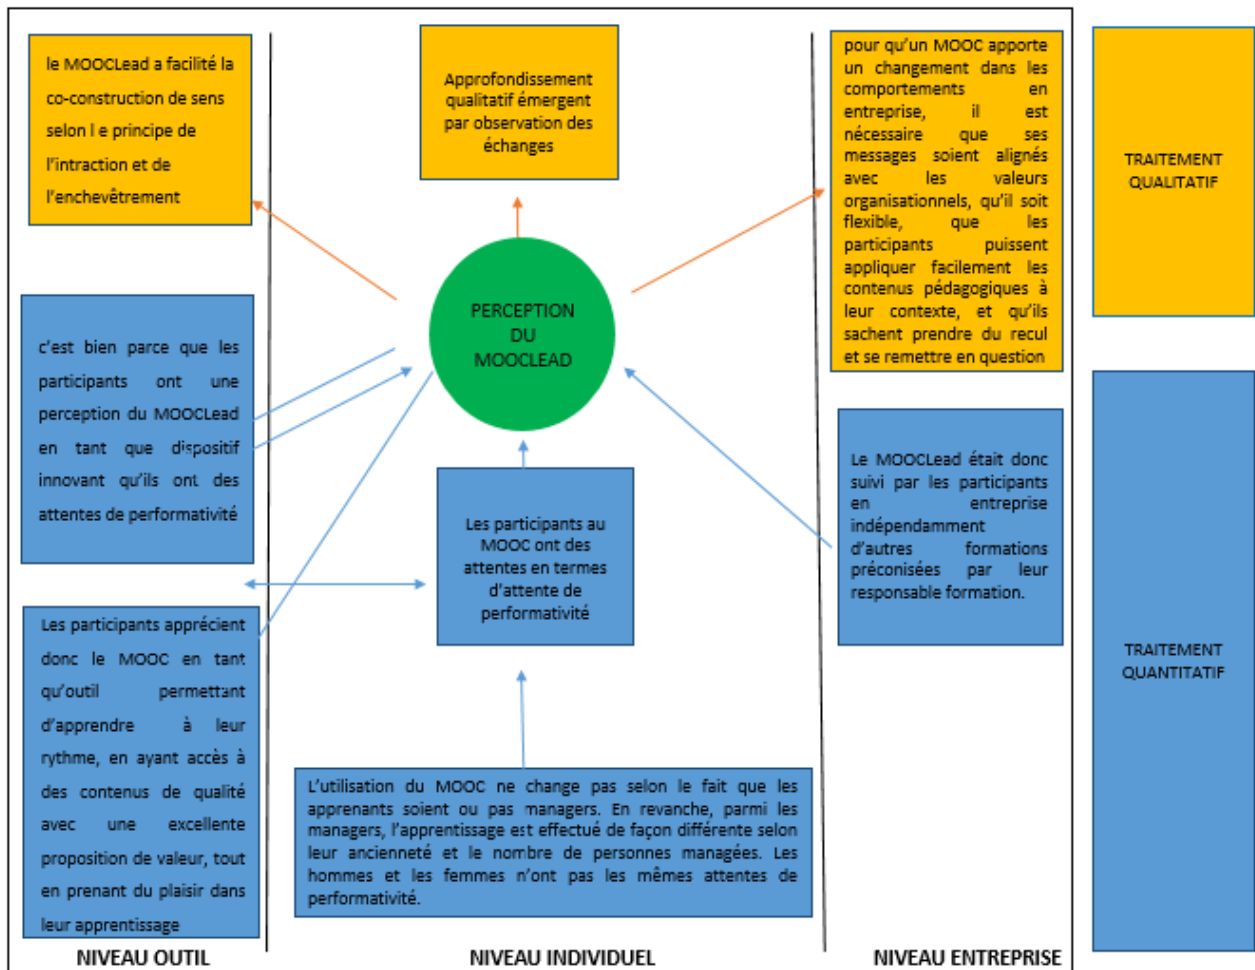 le MOOCLead a facilité la
co-construction de sens
selon l e principe de
l'intraction et de
l'enchevêtrement
Approfondissement
qualitatif émergent
par observation des
échanges
pour qu'un MOOC apporte
un changement dans les
comportements en
entreprise, il est
nécessaire que ses
messages soient alignés
avec les valeurs
organisationnels, qu'il soit
flexible, que les
participants puissent
appliquer facilement les
contenus pédagogiques à
leur contexte, et qu'ils
sachent prendre du recul
et se remettre en question
TRAITEMENT
QUALITATIF
PERCEPTION
DU
MOOCLEAD
c'est bien parce que les
participants ont une
perception du MOOCLead
en tant que dispositif
innovant qu'ils ont des
attentes de performativité
Les participants au
MOOC ont des
attentes en termes
d'attente de
performativité
Le MOOCLead était donc
suivi par les participants
en entreprise
indépendamment
d'autres formations
préconisées par leur
responsable formation.
TRAITEMENT
QUANTITATIF
Les participants apprécient
donc le MOOC en tant
qu'outil permettant
d'apprendre à leur
rythme, en ayant accès à
des contenus de qualité
avec une excellente
proposition de valeur, tout
en prenant du plaisir dans
leur apprentissage
L'utilisation du MOOC ne change pas selon le fait que les
apprenants soient ou pas managers. En revanche, parmi les
managers, l'apprentissage est effectué de façon différente selon
leur ancienneté et le nombre de personnes managées. Les
hommes et les femmes n'ont pas les mêmes attentes de
performativité.
NIVEAU OUTIL
NIVEAU INDIVIDUEL
NIVEAU ENTREPRISE